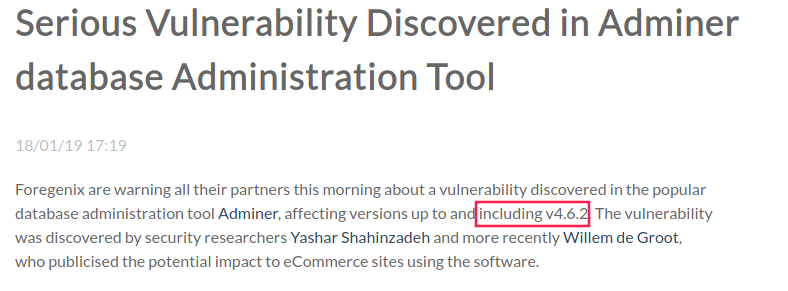 Serious Vulnerability Discovered in Adminer
database Administration Tool
18/01/19 17:19
Foregenix are warning all their partners this morning about a vulnerability discovered in the popular
database administration tool Adminer, affecting versions up to and including v4.6.2. The vulnerability
was discovered by security researchers Yashar Shahinzadeh and more recently Willem de Groot,
who publicised the potential impact to eCommerce sites using the software.